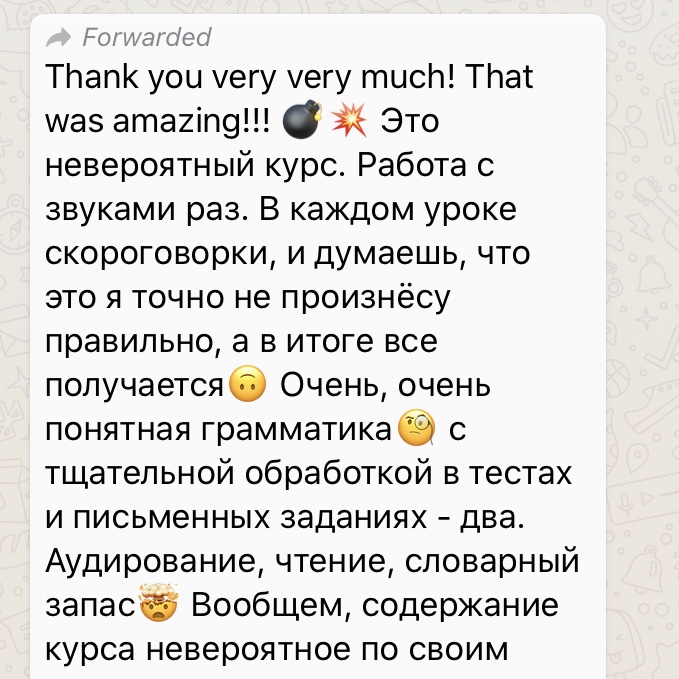 Forwarded
Thank you very very much! That
was amazing!!! 💣💥 Это
невероятный курс. Работа с
звуками раз. В каждом уроке
скороговорки, и думаешь, что
это я точно не произнёсу
правильно, а в итоге все
получается🙃 Очень, очень
понятная грамматика🧐 с
тщательной обработкой в тестах
и письменных заданиях - два.
Аудирование, чтение, словарный
запас🤯 Вообщем, содержание
курса невероятное по своим